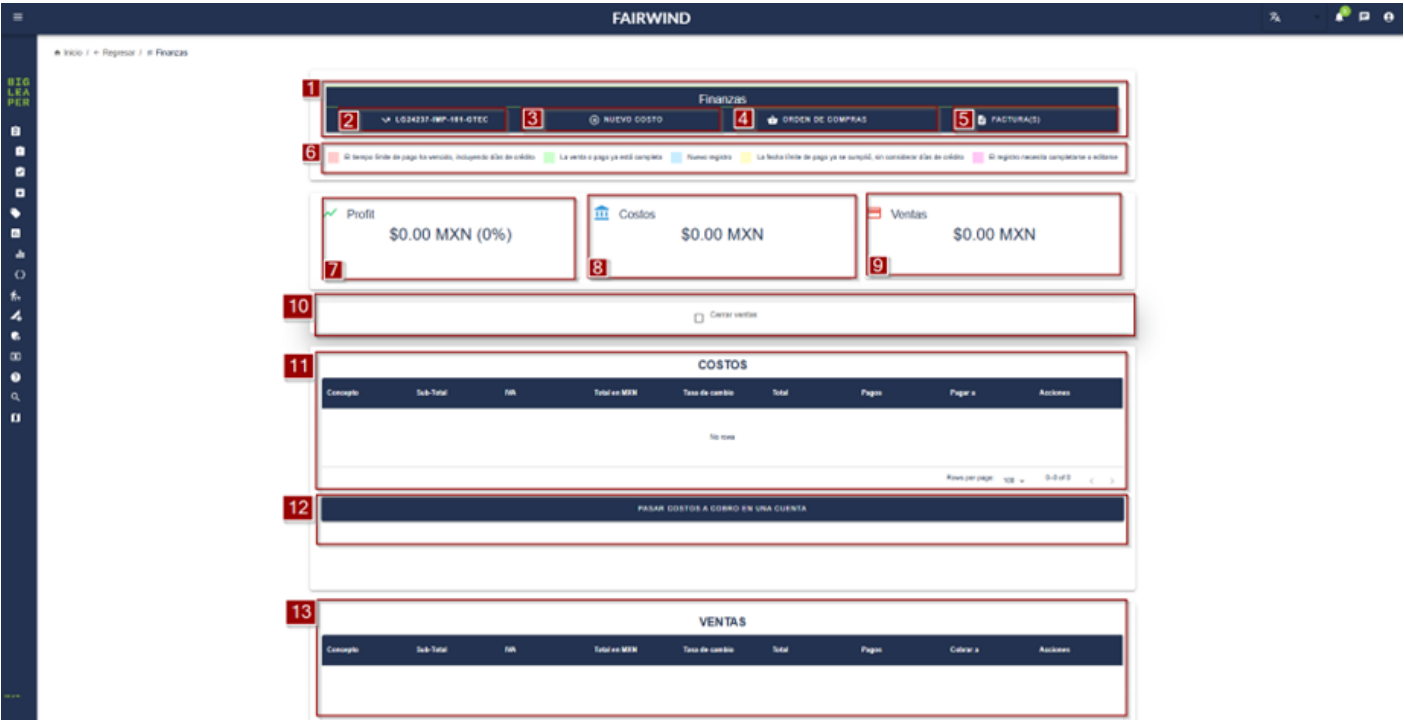 FAIRWIND
Inicio / Regresar / Finanzas
BIG
LEA
PER
1
Finanzas
2 LG24237-IMP-181-GTEC 3 NUEVO COSTO 4 ORDEN DE COMPRAS 5 FACTURA(S)
6 El tiempo límite de pago ha vencido, incluyendo días de crédito La venta o pago ya está completa Nuevo registro La fecha límite de pago ya se cumplió, sin considerar días de crédito El registro necesita completarse o editarse
Profit Costos Ventas
$0.00 MXN (0%) $0.00 MXN $0.00 MXN
7 8 9
10 Cerrar ventas
11 COSTOS
Concepto Sub-Total IVA Total en MXN Tasa de cambio Total Pagos Pagar a Acciones
No rows
Rows per page: 100 0-0 of 0
12 PASAR COSTOS A COBRO EN UNA CUENTA
13 VENTAS
Concepto Sub-Total IVA Total en MXN Tasa de cambio Total Pagos Cobrar a Acciones